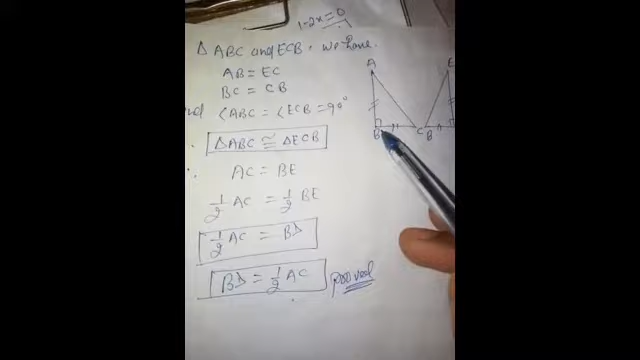 1-2x=0
Δ ABC and ECB, we have.
AB = EC
BC = CB
∠ABC = ∠ECB = 90°
ΔABC ≅ ΔECB
∴ AC = BE
1/2 AC = 1/2 BE
1/2 AC = BD
BD = 1/2 AC proved
A E
B C B